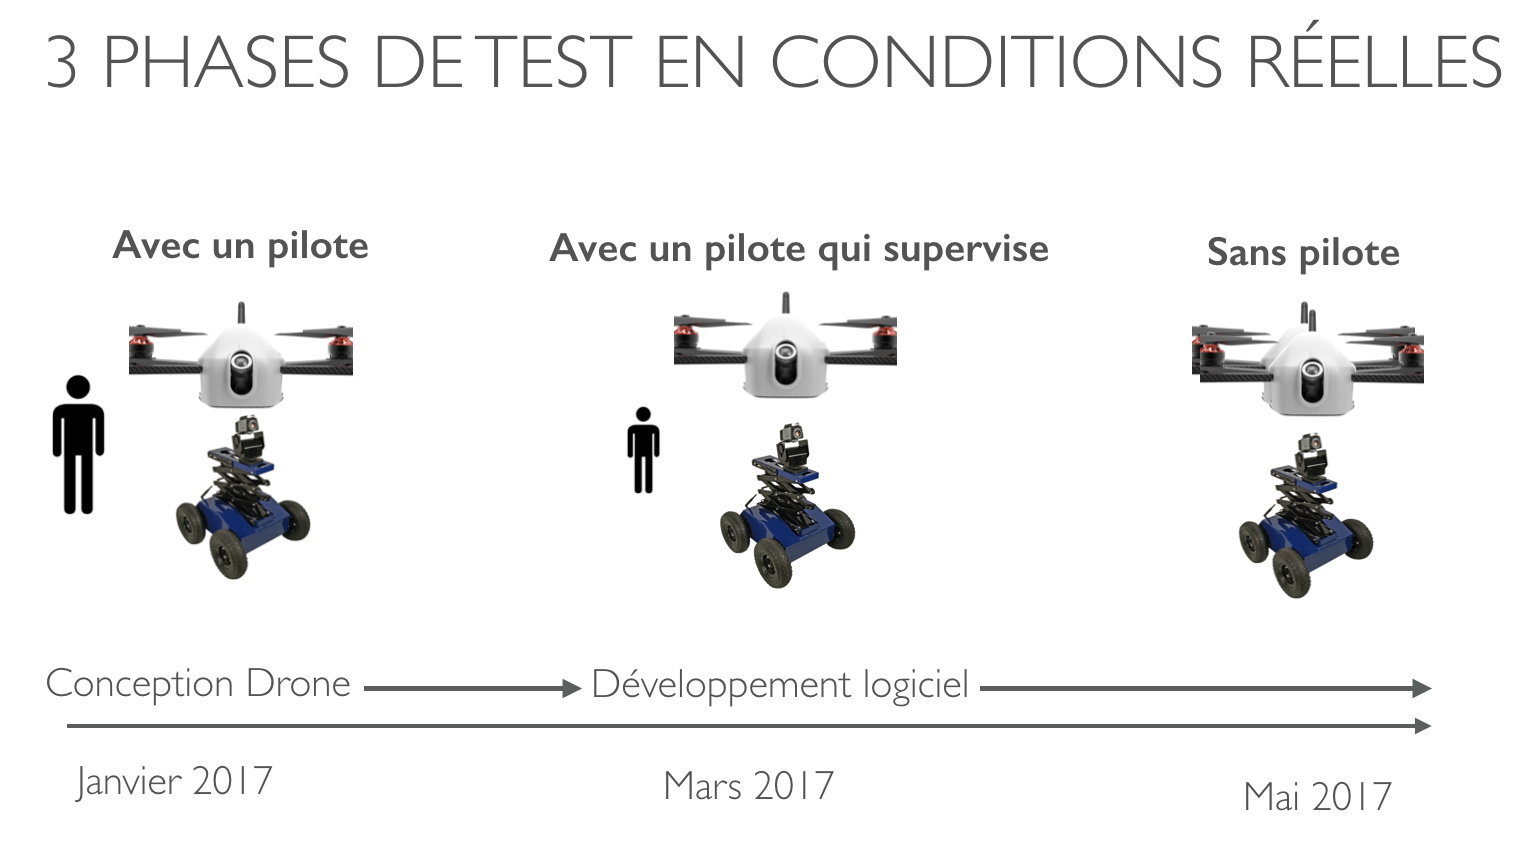 3 PHASES DE TEST EN CONDITIONS RÉELLES
Avec un pilote
Avec un pilote qui supervise
Sans pilote
Conception Drone
Développement logiciel
Janvier 2017
Mars 2017
Mai 2017